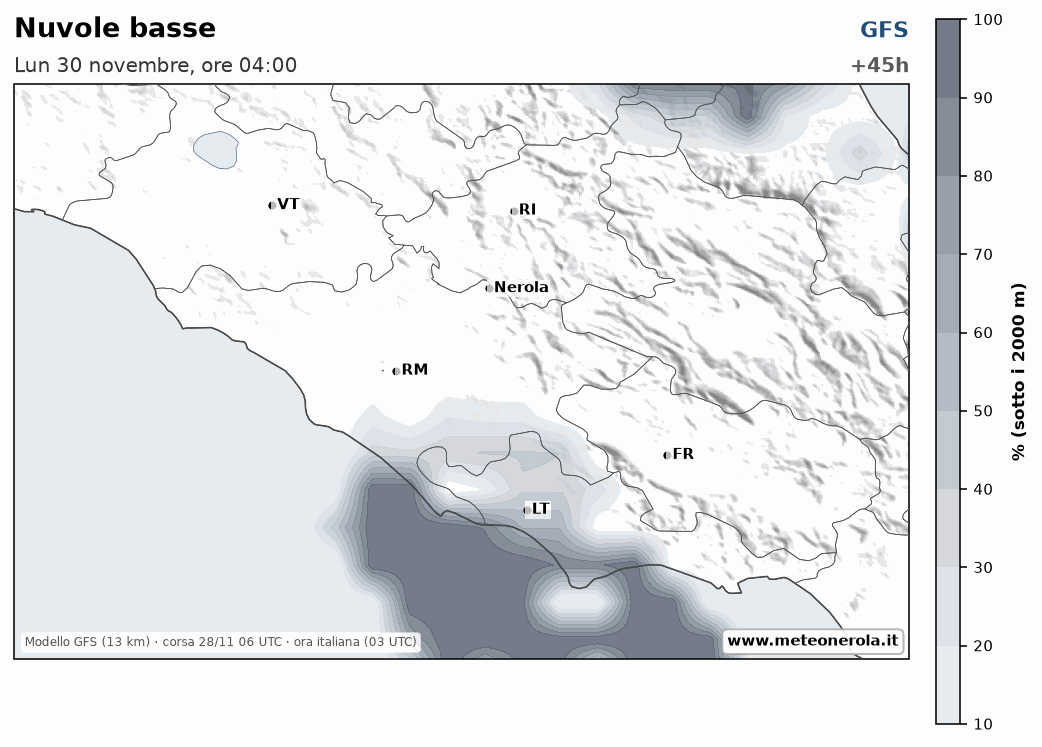 Nuvole basse
GFS
Lun 30 novembre, ore 04:00
+45h
VT
RI
Nerola
RM
FR
LT
Modello GFS (13 km) · corsa 28/11 06 UTC · ora italiana (03 UTC)
www.meteonerola.it
100
90
80
70
60
50
40
30
20
10
% (sotto i 2000 m)